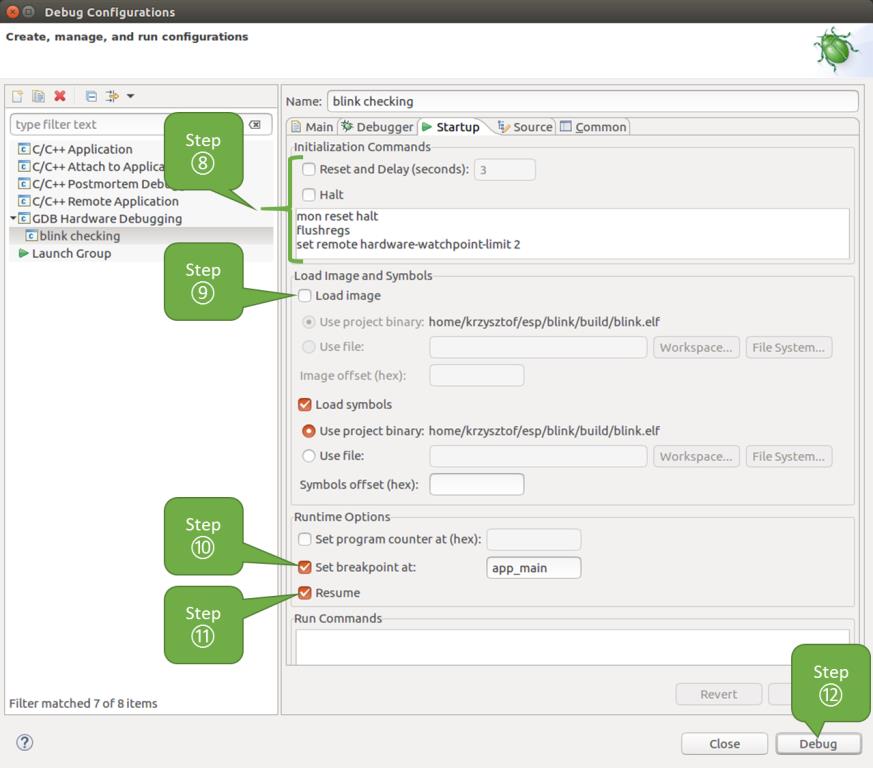 Debug Configurations
Create, manage, and run configurations
type filter text
C/C++ Application
C/C++ Attach to Applica
C/C++ Postmortem Deb
C/C++ Remote Application
GDB Hardware Debugging
blink checking
Launch Group
Filter matched 7 of 8 items
Name: blink checking
Main Debugger Startup Source Common
Step
⑧
Initialization Commands
Reset and Delay (seconds): 3
Halt
mon reset halt
flushregs
set remote hardware-watchpoint-limit 2
Step
⑨
Load Image and Symbols
Load image
Use project binary: home/krzysztof/esp/blink/build/blink.elf
Use file: Workspace... File System...
Image offset (hex):
Load symbols
Use project binary: home/krzysztof/esp/blink/build/blink.elf
Use file: Workspace... File System...
Symbols offset (hex):
Runtime Options
Set program counter at (hex):
Step
⑩
Set breakpoint at: app_main
Step
⑪
Resume
Run Commands
Step
⑫
Revert
Close Debug